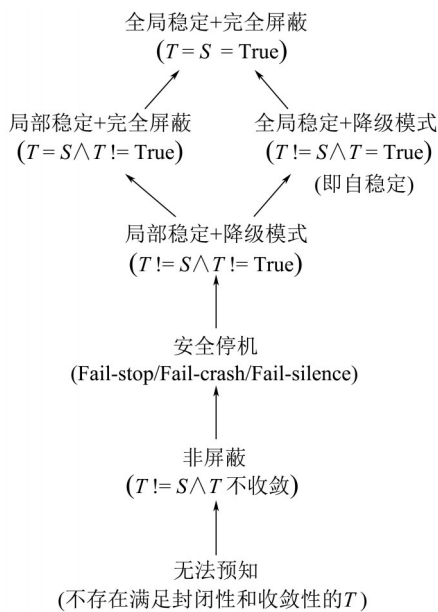 全局稳定+完全屏蔽
(T = S = True)
局部稳定+完全屏蔽
(T = S∧T != True)
全局稳定+降级模式
(T != S∧T = True)
(即自稳定)
局部稳定+降级模式
(T != S∧T != True)
安全停机
(Fail-stop/Fail-crash/Fail-silence)
非屏蔽
(T != S∧T 不收敛)
无法预知
(不存在满足封闭性和收敛性的T)